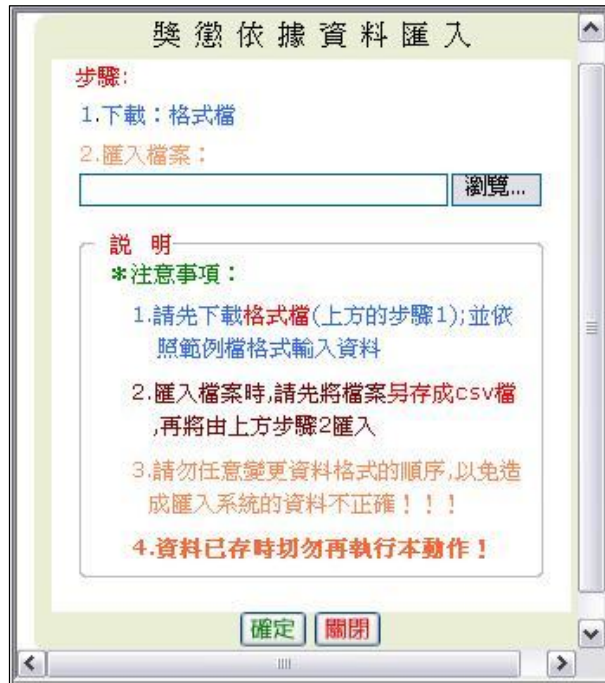 獎懲依據資料匯入
步驟:
1.下載：格式檔
2.匯入檔案：
瀏覽...
說 明
*注意事項：
1.請先下載格式檔(上方的步驟1);並依
照範例檔格式輸入資料
2.匯入檔案時,請先將檔案另存成csv檔
,再將由上方步驟2匯入
3.請勿任意變更資料格式的順序,以免造
成匯入系統的資料不正確！！！
4.資料已存時切勿再執行本動作！
確定 關閉